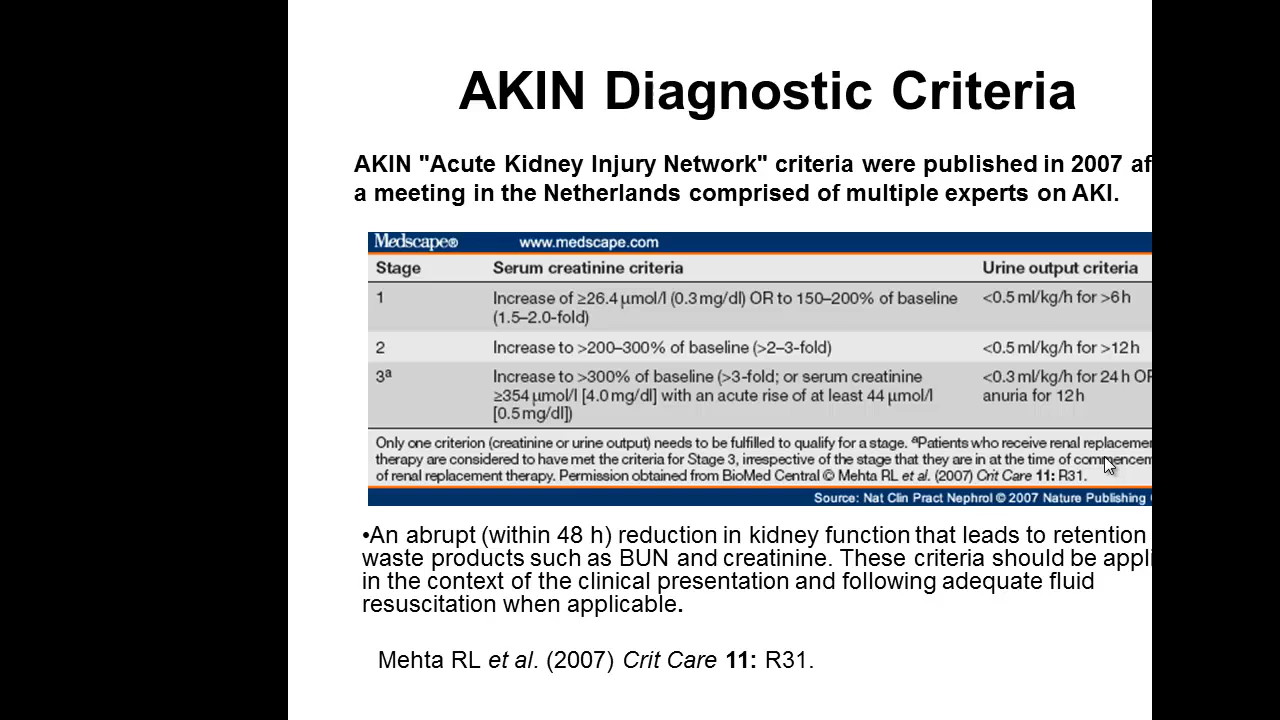 AKIN Diagnostic Criteria
AKIN "Acute Kidney Injury Network" criteria were published in 2007
a meeting in the Netherlands comprised of multiple experts on AKI.
Medscape® www.medscape.com
Stage Serum creatinine criteria Urine output criteria
1 Increase of ≥26.4 μmol/l (0.3 mg/dl) OR to 150–200% of baseline <0.5 ml/kg/h for >6 h
(1.5–2.0-fold)
2 Increase to >200–300% of baseline (>2–3-fold) <0.5 ml/kg/h for >12 h
3ª Increase to >300% of baseline (>3-fold; or serum creatinine <0.3 ml/kg/h for 24 h OR
≥354 μmol/l [4.0 mg/dl] with an acute rise of at least 44 μmol/l anuria for 12 h
[0.5 mg/dl])
Only one criterion (creatinine or urine output) needs to be fulfilled to qualify for a stage. ªPatients who receive renal
therapy are considered to have met the criteria for Stage 3, irrespective of the stage that they are in at the time of
of renal replacement therapy. Permission obtained from BioMed Central © Mehta RL et al. (2007) Crit Care 11: R31.
Source: Nat Clin Pract Nephrol © 2007 Nature Publishing
•An abrupt (within 48 h) reduction in kidney function that leads to retention
waste products such as BUN and creatinine. These criteria should be
in the context of the clinical presentation and following adequate fluid
resuscitation when applicable.
Mehta RL et al. (2007) Crit Care 11: R31.